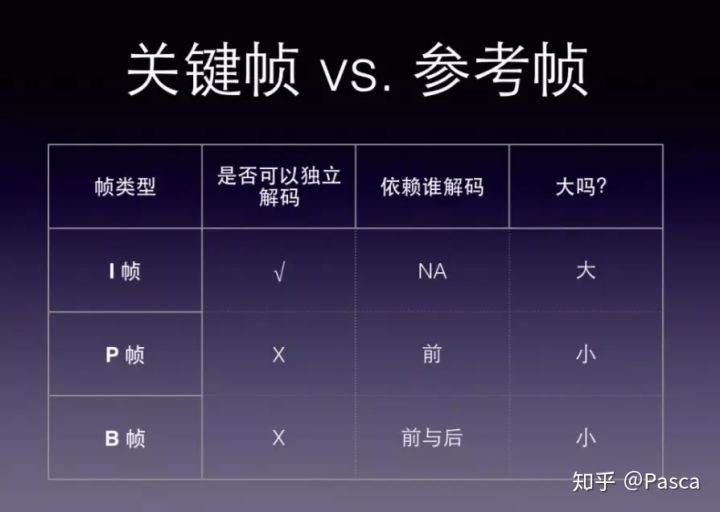 关键帧 vs. 参考帧
帧类型
是否可以独立
解码
依赖谁解码
大吗?
I 帧
√
NA
大
P 帧
X
前
小
B 帧
X
前与后
小
知乎 @Pasca